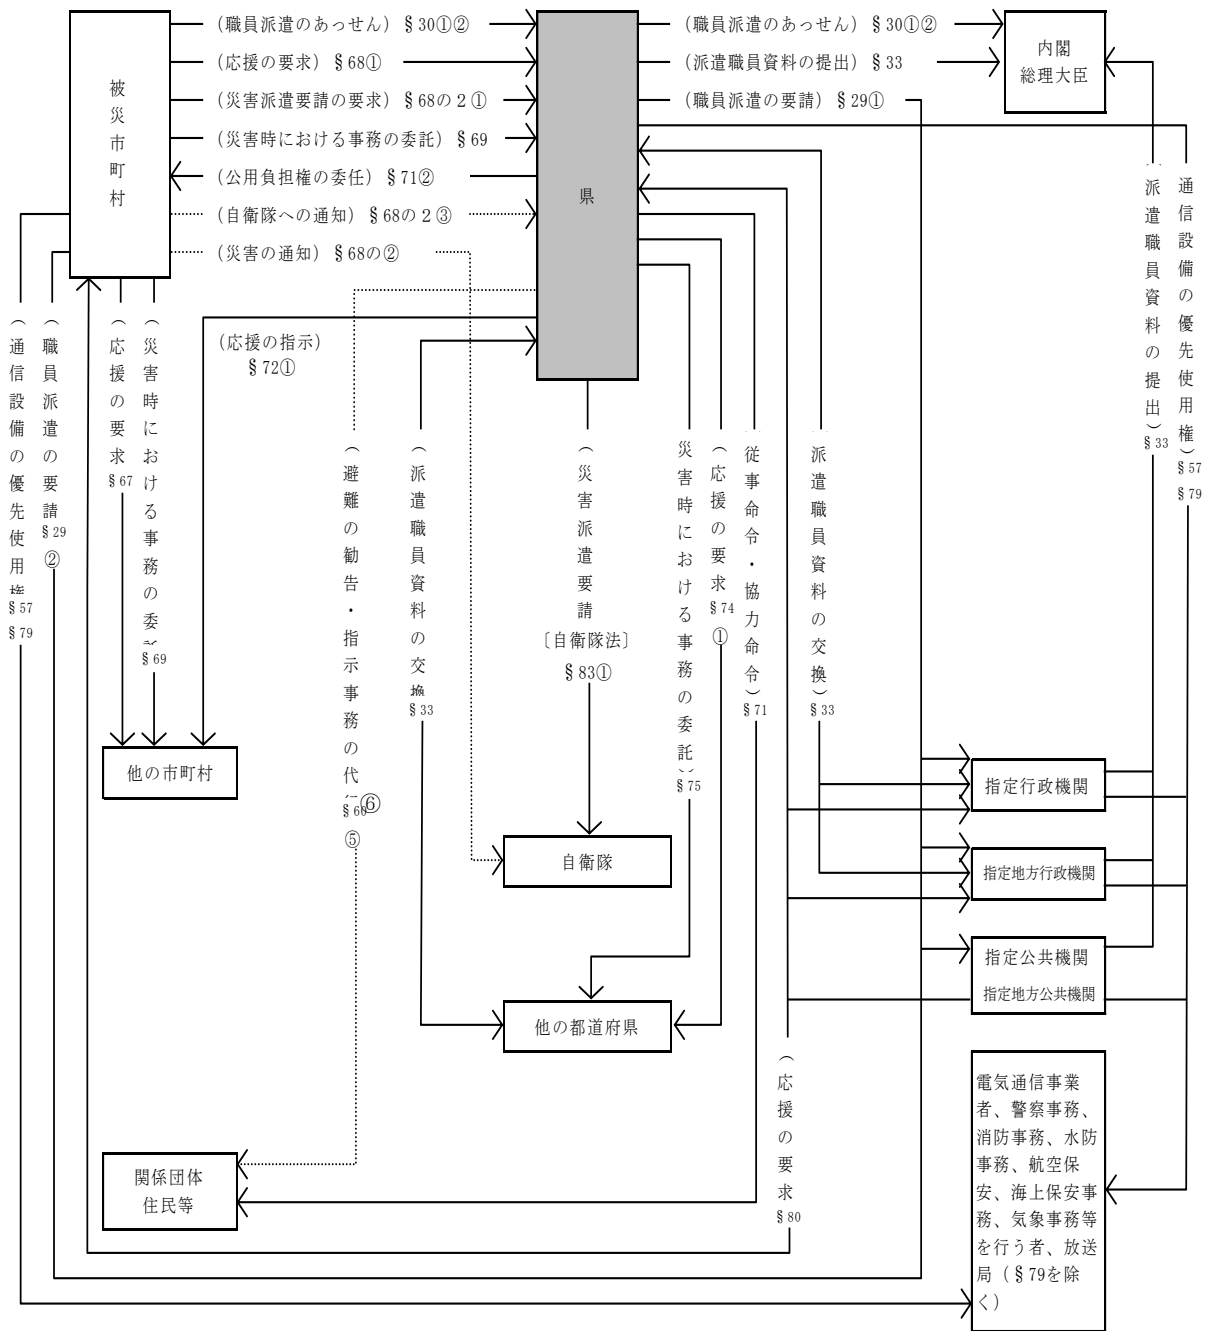 被災市町村
(職員派遣のあっせん) §30①②
(応援の要求) §68①
(災害派遣要請の要求) §68の2①
(災害時における事務の委託) §69
(公用負担権の委任) §71②
(自衛隊への通知) §68の2③
(災害の通知) §68の②
県
(職員派遣のあっせん) §30①②
(派遣職員資料の提出) §33
(職員派遣の要請) §29①
内閣
総理大臣
(応援の指示)
§72①
(通信設備の優先使用権
§57
§79
(職員派遣の要請
§29
②
(応援の要求
§67
(災害時における事務の委
§69
(避難の勧告・指示事務の代
§60⑥
⑤
(派遣職員資料の交換
§33
(災害派遣要請
〔自衛隊法〕
§83①
災害時における事務の委託)
§75
(応援の要求
§74
①
従事命令・協力命令)
§71
派遣職員資料の交換)
§33
派遣職員資料の提出)
§33
通信設備の優先使用権)
§57
§79
他の市町村
自衛隊
他の都道府県
関係団体
住民等
(応援の要求
§80
指定行政機関
指定地方行政機関
指定公共機関
指定地方公共機関
電気通信事業
者、警察事務、
消防事務、水防
事務、航空保
安、海上保安事
務、気象事務等
を行う者、放送
局(§79を除
く)